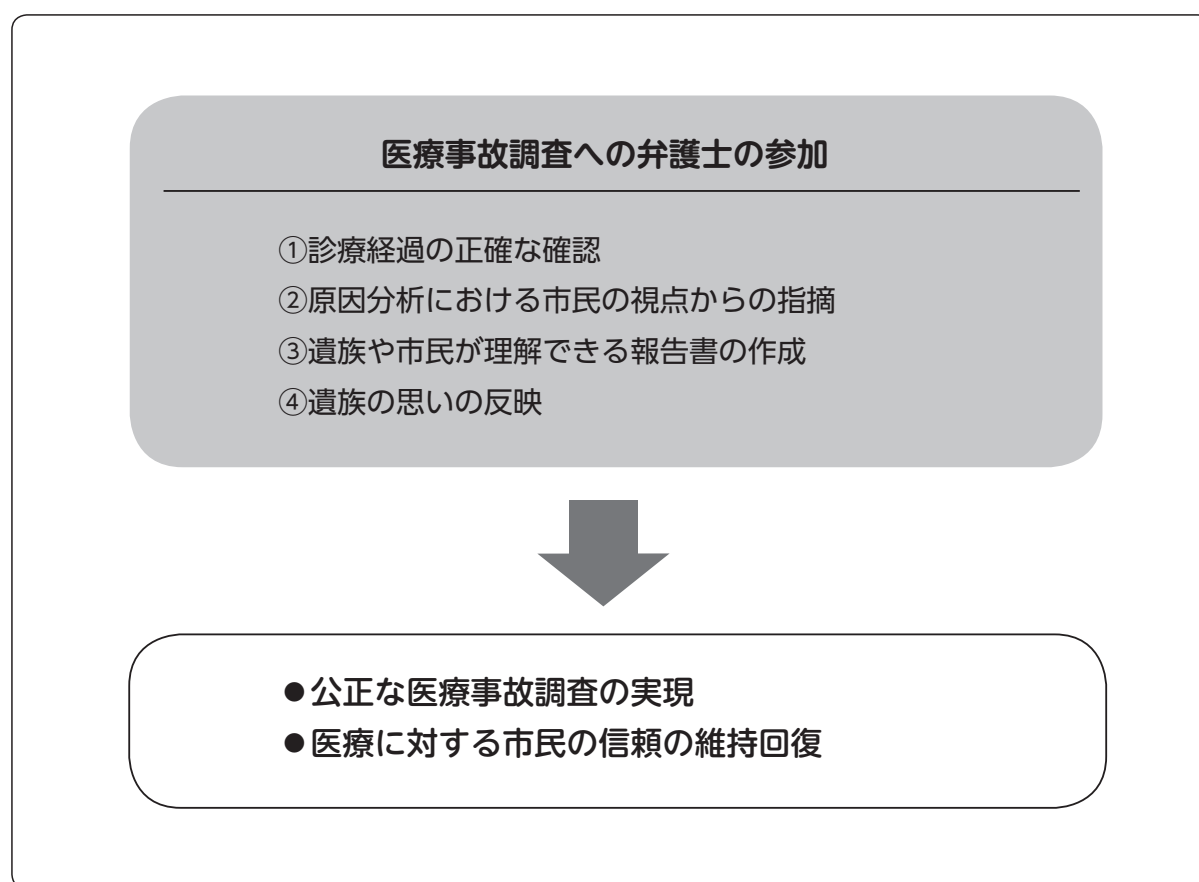 医療事故調査への弁護士の参加
①診療経過の正確な確認
②原因分析における市民の視点からの指摘
③遺族や市民が理解できる報告書の作成
④遺族の思いの反映
●公正な医療事故調査の実現
●医療に対する市民の信頼の維持回復